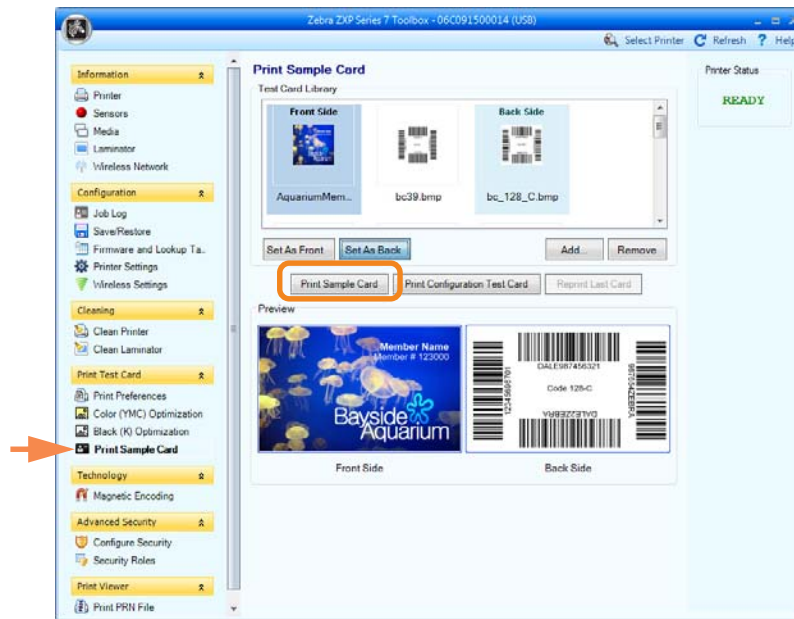 Zebra ZXP Series 7 Toolbox - 06C091500014 (USB)
Select Printer Refresh ? Help
Information
Printer
Sensors
Media
Laminator
Wireless Network
Configuration
Job Log
Save/Restore
Firmware and Lookup Ta..
Printer Settings
Wireless Settings
Cleaning
Clean Printer
Clean Laminator
Print Test Card
Print Preferences
Color (YMC) Optimization
Black (K) Optimization
Print Sample Card
Technology
Magnetic Encoding
Advanced Security
Configure Security
Security Roles
Print Viewer
Print PRN File
Print Sample Card
Test Card Library
Front Side
Back Side
AquariumMem...
bc39.bmp
bc_128_C.bmp
Set As Front
Set As Back
Add...
Remove
Print Sample Card
Print Configuration Test Card
Reprint Last Card
Preview
Member Name
Member # 123000
Bayside
Aquarium
DALE987456321
Code 128-C
DALE2ZEBRA
Front Side
Back Side
Printer Status
READY